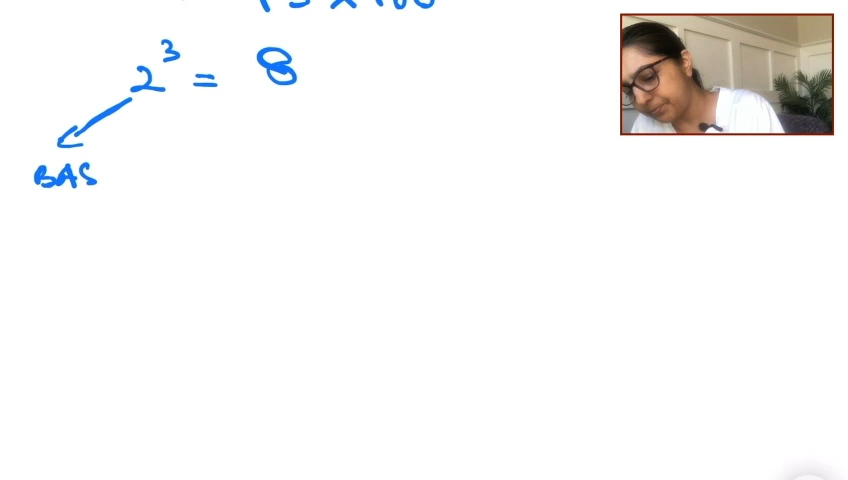 2³ = 8
BAS